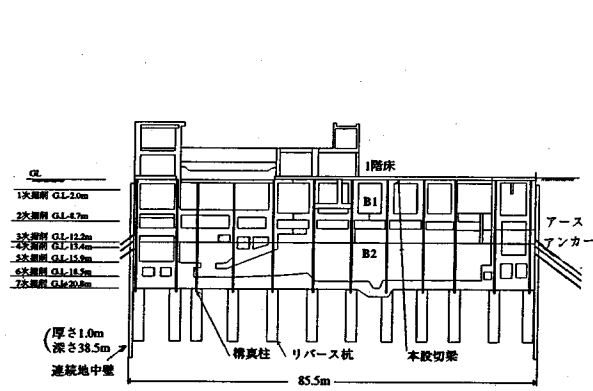 1階床
GL
1次掘削 G.L-2.0m
B1
2次掘削 G.L-8.7m
アース
アンカー
3次掘削 G.L-12.2m
4次掘削 G.L-13.4m
B2
5次掘削 G.L-15.9m
6次掘削 G.L-18.5m
7次掘削 G.L-20.8m
厚さ1.0m
深さ38.5m
連続地中壁
構真柱
リバース杭
本設切梁
85.5m